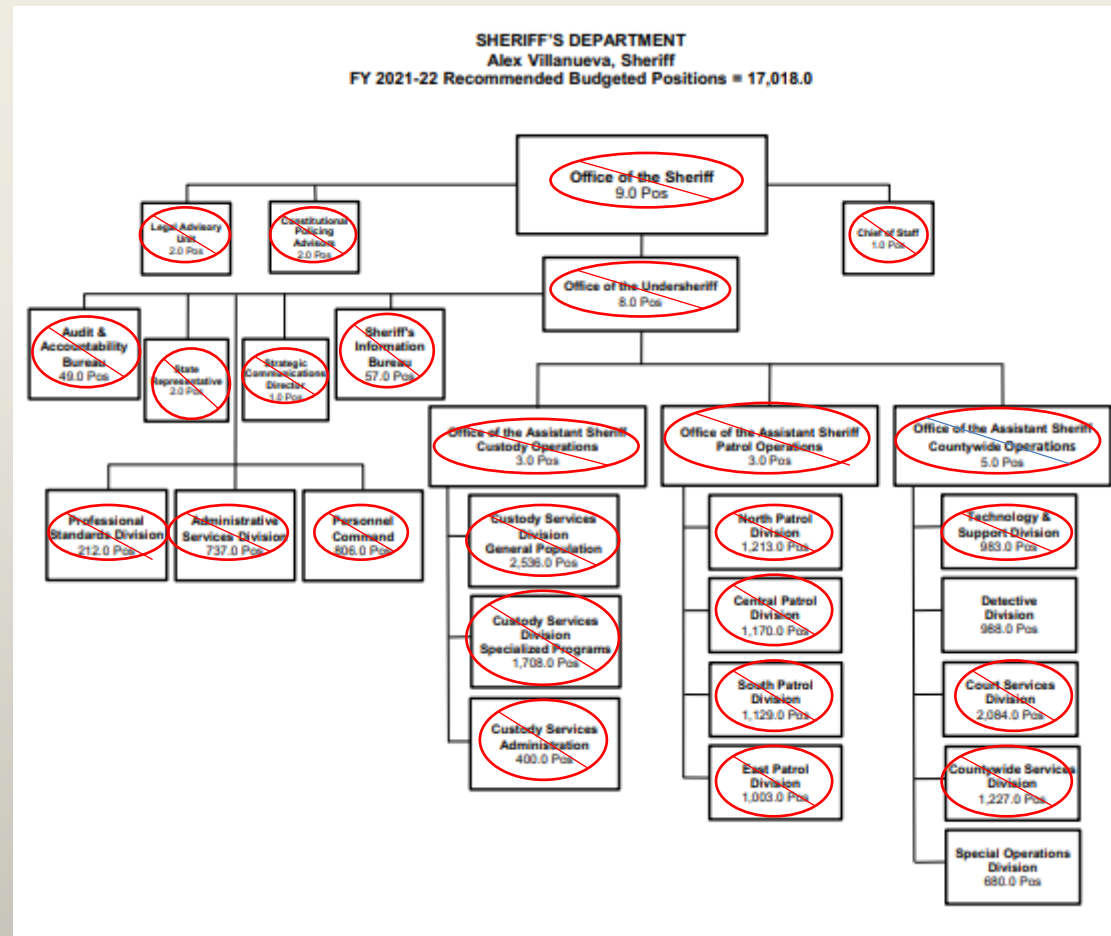 SHERIFF'S DEPARTMENT
Alex Villanueva, Sheriff
FY 2021-22 Recommended Budgeted Positions = 17,018.0
Office of the Sheriff
9.0 Pos
Legal Advisory
Unit
2.0 Pos
Constitutional
Policing
Advisors
2.0 Pos
Chief of Staff
1.0 Pos
Office of the Undersheriff
8.0 Pos
Audit &
Accountability
Bureau
49.0 Pos
State
Representative
2.0 Pos
Strategic
Communications
Director
1.0 Pos
Sheriff's
Information
Bureau
57.0 Pos
Office of the Assistant Sheriff
Custody Operations
3.0 Pos
Office of the Assistant Sheriff
Patrol Operations
3.0 Pos
Office of the Assistant Sheriff
Countywide Operations
5.0 Pos
Professional
Standards Division
212.0 Pos
Administrative
Services Division
737.0 Pos
Personnel
Command
806.0 Pos
Custody Services
Division
General Population
2,536.0 Pos
Custody Services
Division
Specialized Programs
1,708.0 Pos
Custody Services
Administration
400.0 Pos
North Patrol
Division
1,213.0 Pos
Central Patrol
Division
1,170.0 Pos
South Patrol
Division
1,129.0 Pos
East Patrol
Division
1,003.0 Pos
Technology &
Support Division
983.0 Pos
Detective
Division
988.0 Pos
Court Services
Division
2,084.0 Pos
Countywide Services
Division
1,227.0 Pos
Special Operations
Division
680.0 Pos